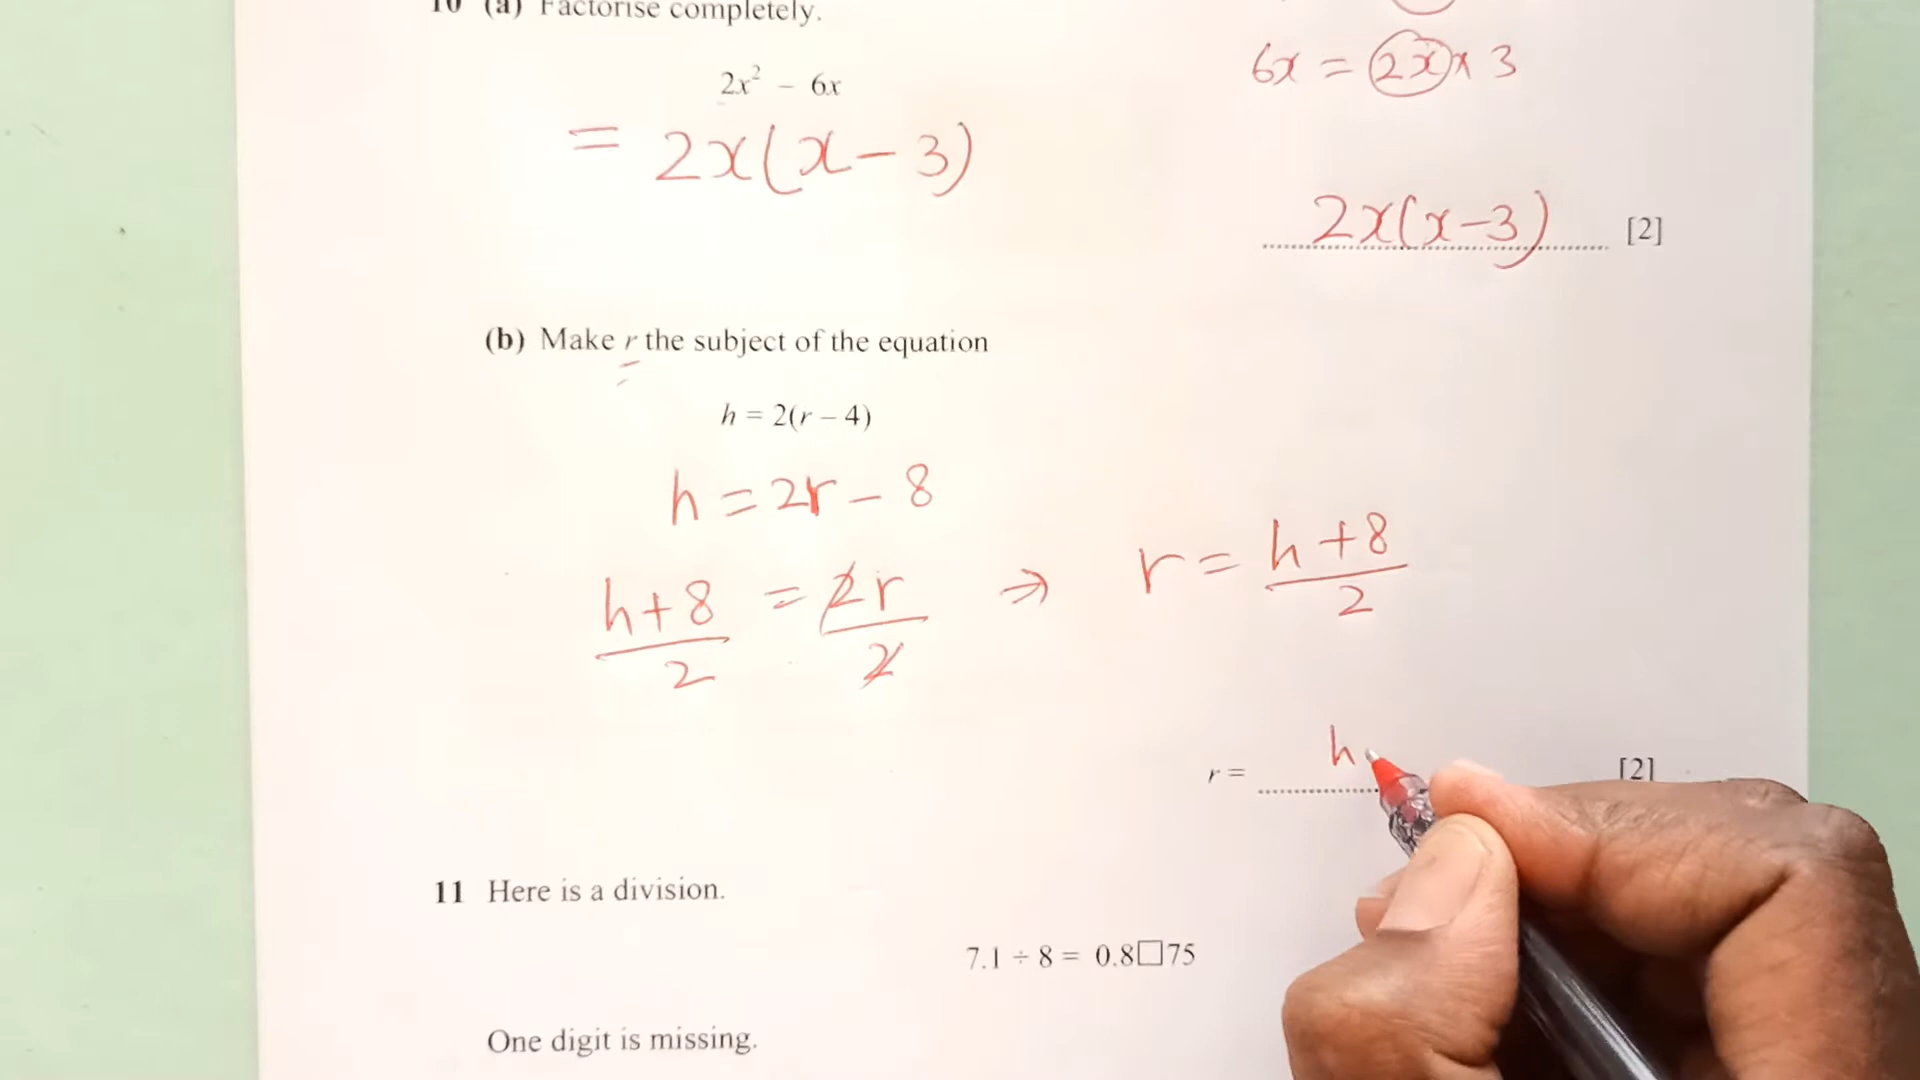 10 (a) Factorise completely.
6x = 2x × 3
2x² − 6x
= 2x(x − 3)
2x(x−3) [2]
(b) Make r the subject of the equation
h = 2(r − 4)
h = 2r − 8
h+8/2 = 2r/2 ⇒ r = h+8/2
r = h [2]
11 Here is a division.
7.1 ÷ 8 = 0.8□75
One digit is missing.